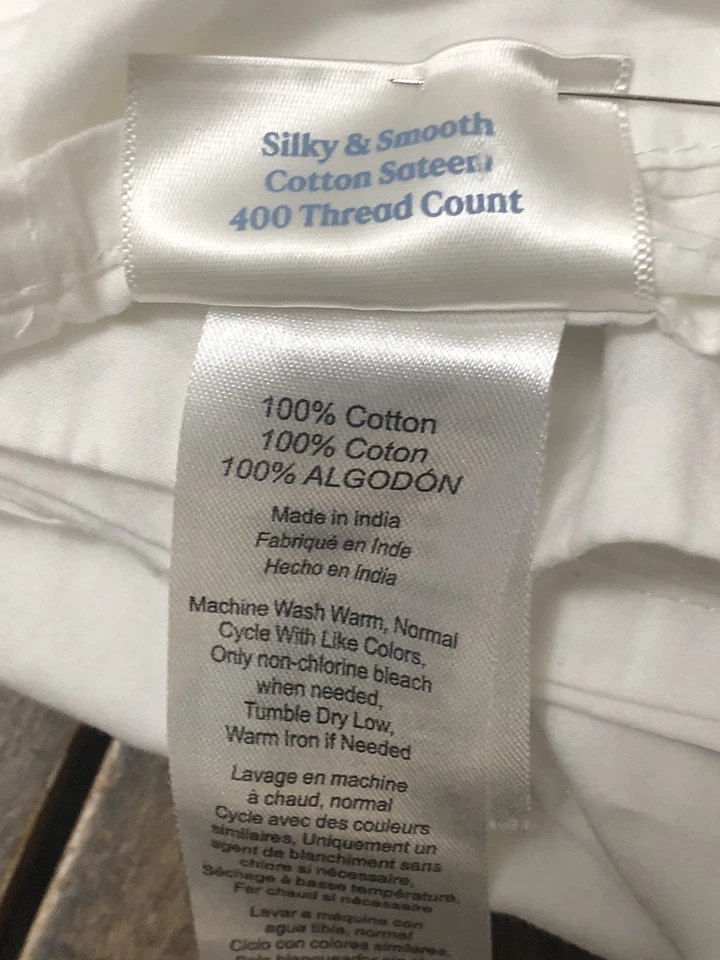 Silky & Smooth
Cotton Sateen
400 Thread Count
100% Cotton
100% Coton
100% ALGODÓN
Made in india
Fabriqué en Inde
Hecho en índia
Machine Wash Warm, Normal
Cycle With Like Colors,
Only non-chlorine bleach
when needed,
Tumble Dry Low,
Warm Iron if Needed
Lavage en machine
à chaud, normal
Cycle avec des couleurs
similaires, Uniquement un
agent de blanchiment sans
chlore si nécessaire,
Séchage à basse température,
Fer chaud si nécessaire
Lavar a máquina con
agua tibia, normal
Ciclo con colores similares,